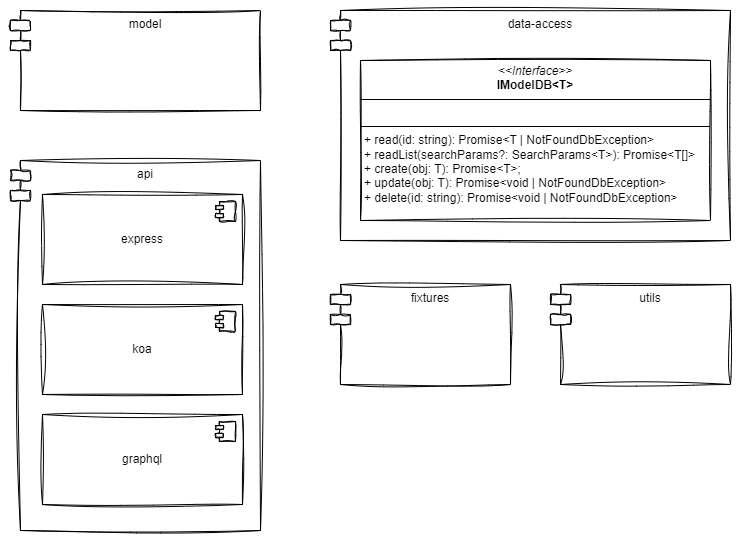 model
data-access
<<Interface>>
IModelDB<T>
+ read(id: string): Promise<T | NotFoundDbException>
+ readList(searchParams?: SearchParams<T>): Promise<T[]>
+ create(obj: T): Promise<T>;
+ update(obj: T): Promise<void | NotFoundDbException>
+ delete(id: string): Promise<void | NotFoundDbException>
api
express
koa
graphql
fixtures
utils